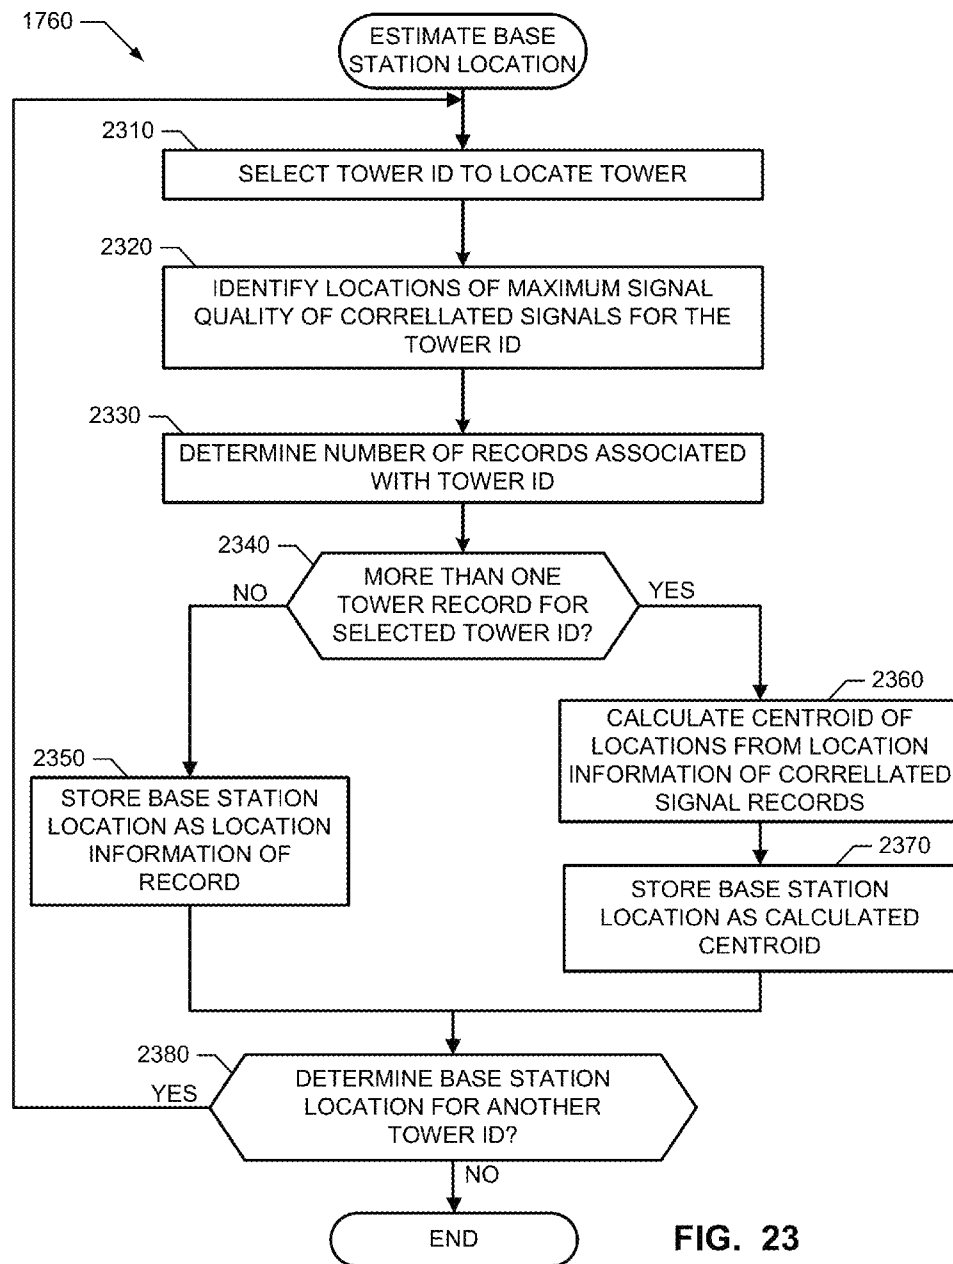 1760
ESTIMATE BASE
STATION LOCATION
2310
SELECT TOWER ID TO LOCATE TOWER
2320
IDENTIFY LOCATIONS OF MAXIMUM SIGNAL
QUALITY OF CORRELLATED SIGNALS FOR THE
TOWER ID
2330
DETERMINE NUMBER OF RECORDS ASSOCIATED
WITH TOWER ID
2340
MORE THAN ONE
TOWER RECORD FOR
SELECTED TOWER ID?
NO
YES
2360
CALCULATE CENTROID OF
LOCATIONS FROM LOCATION
INFORMATION OF CORRELLATED
SIGNAL RECORDS
2350
STORE BASE STATION
LOCATION AS LOCATION
INFORMATION OF
RECORD
2370
STORE BASE STATION
LOCATION AS CALCULATED
CENTROID
2380
DETERMINE BASE STATION
LOCATION FOR ANOTHER
TOWER ID?
YES
NO
END
FIG. 23